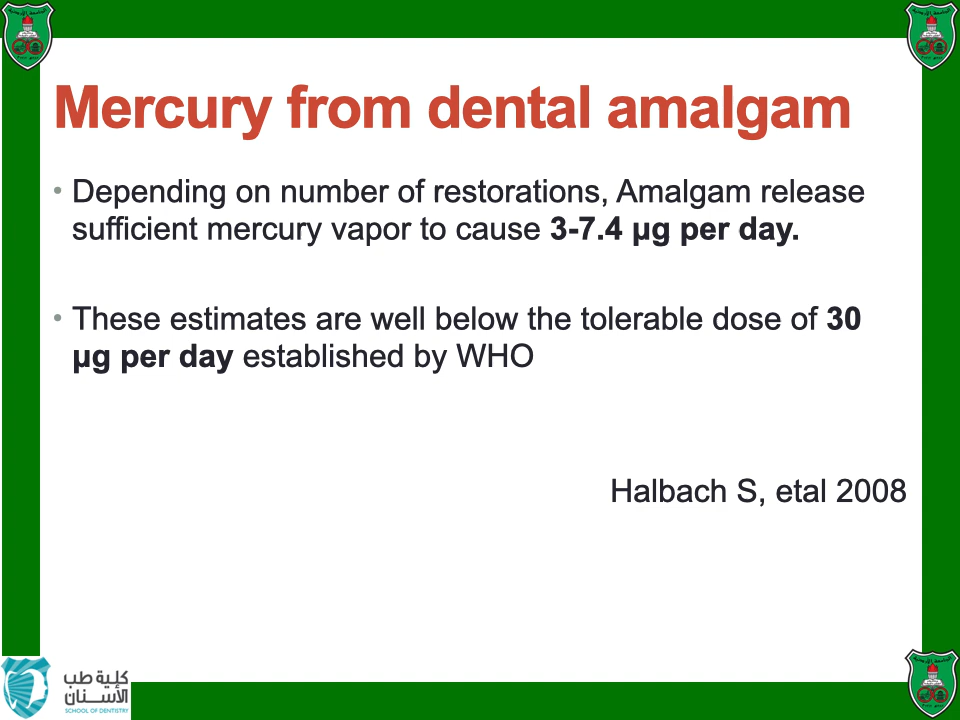 Mercury from dental amalgam
• Depending on number of restorations, Amalgam release
sufficient mercury vapor to cause 3-7.4 µg per day.
• These estimates are well below the tolerable dose of 30
µg per day established by WHO
Halbach S, etal 2008
كلية طب
الأسنان
SCHOOL OF DENTISTRY